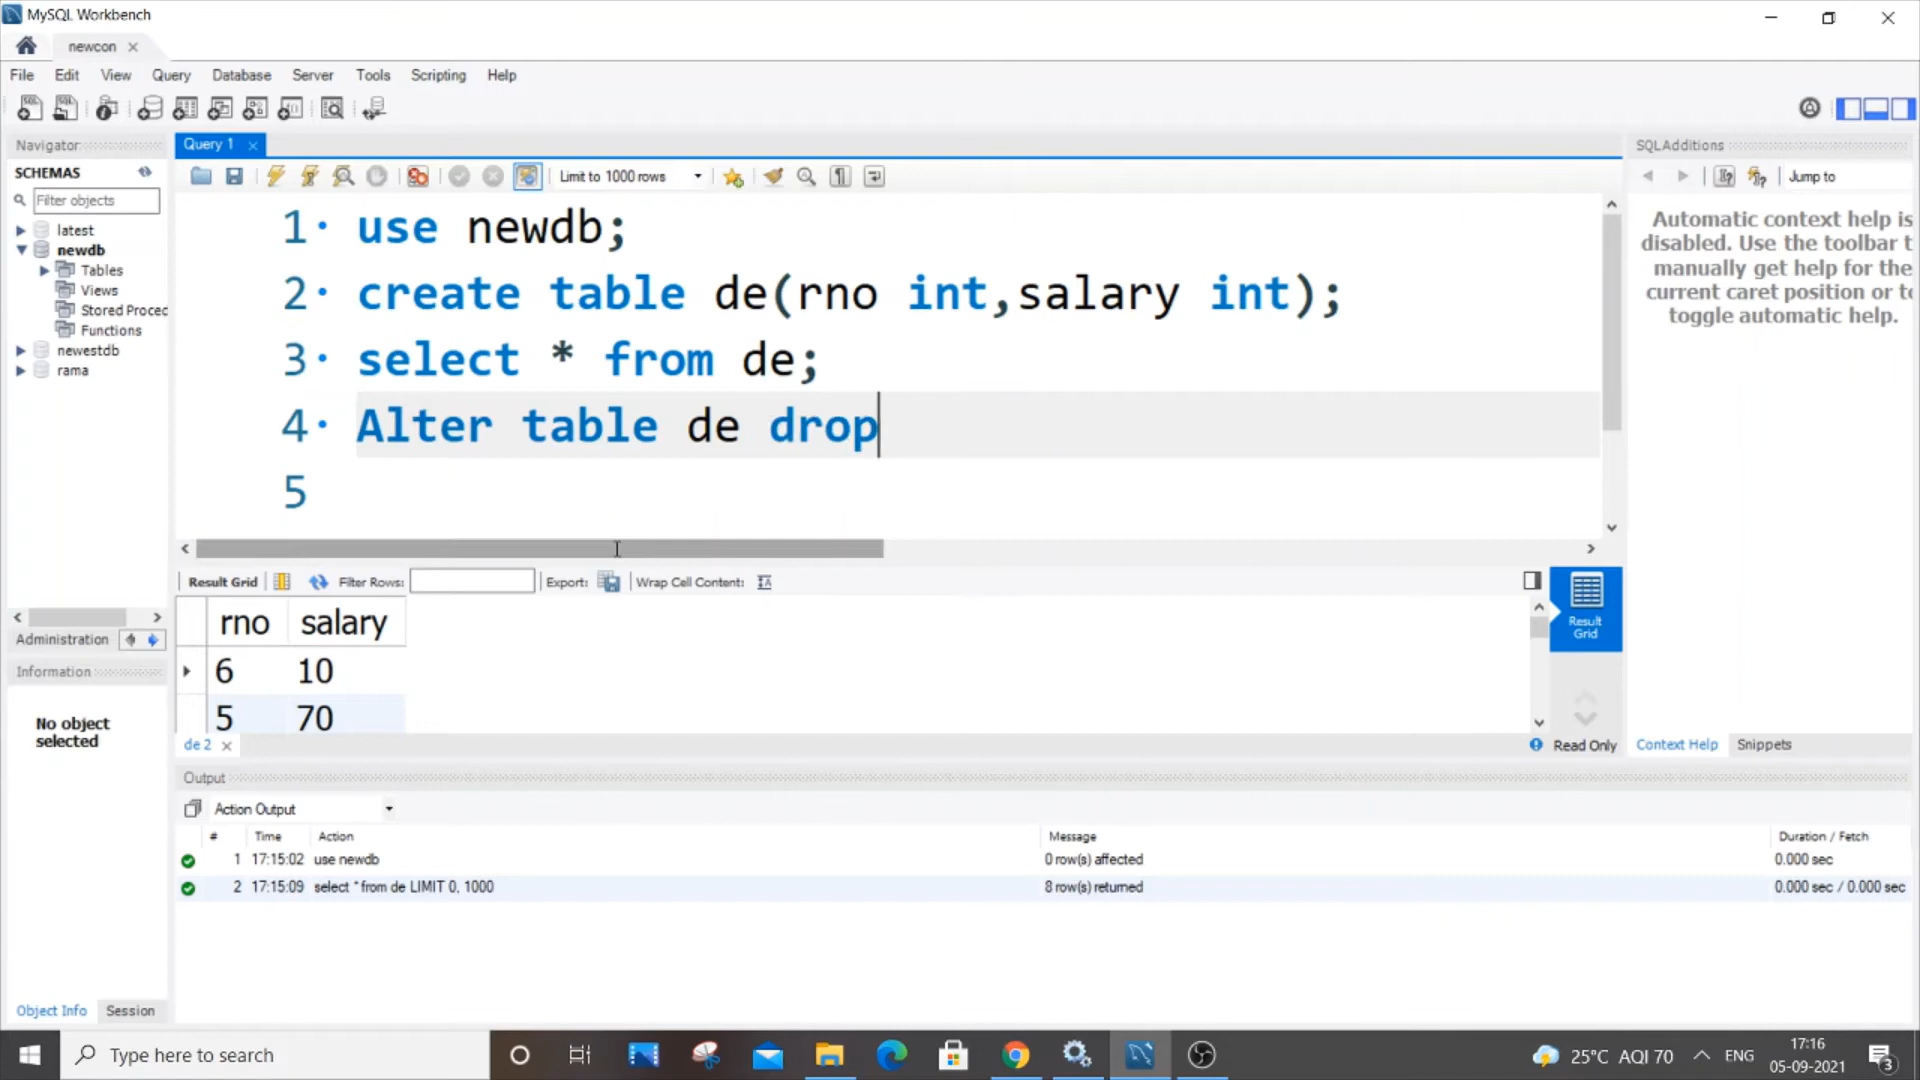 MySQL Workbench
newcon
File Edit View Query Database Server Tools Scripting Help
Navigator
Query 1
SQLAdditions
SCHEMAS
Limit to 1000 rows
Jump to
Filter objects
latest
newdb
Tables
Views
Stored Proced
Functions
newestdb
rama
1 use newdb;
2 create table de(rno int,salary int);
3 select * from de;
4 Alter table de drop
5
Automatic context help is
disabled. Use the toolbar t
manually get help for the
current caret position or to
toggle automatic help.
Administration
Information
No object
selected
Result Grid Filter Rows: Export: Wrap Cell Content:
rno salary
6 10
5 70
Result
Grid
de 2
Read Only
Context Help Snippets
Output
Action Output
# Time Action Message Duration / Fetch
1 17:15:02 use newdb 0 row(s) affected 0.000 sec
2 17:15:09 select * from de LIMIT 0, 1000 8 row(s) returned 0.000 sec / 0.000 sec
Object Info Session
Type here to search
25°C AQI 70
ENG
17:16
05-09-2021
3